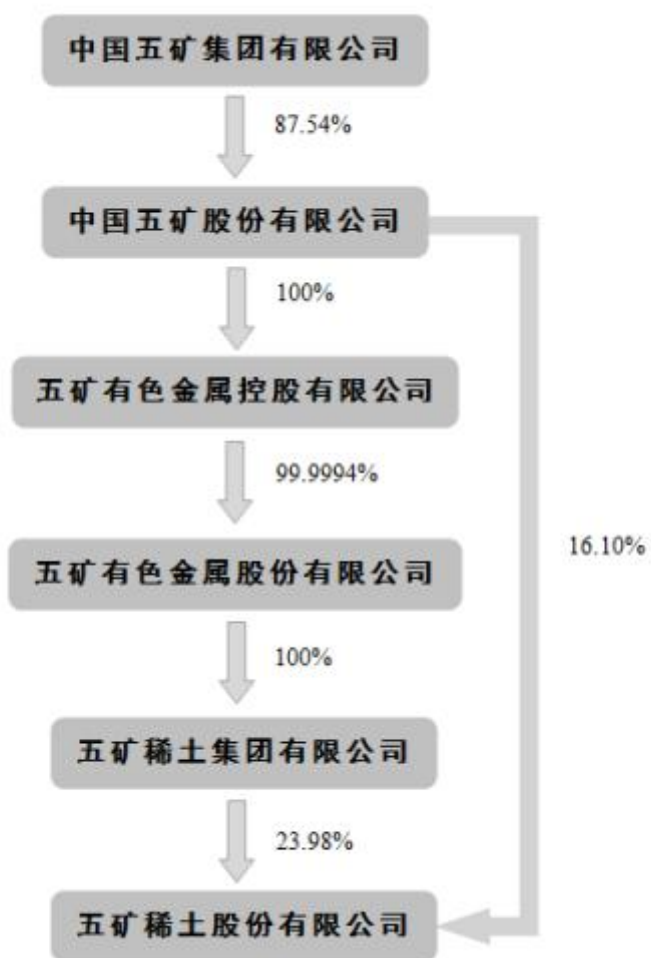 中国五矿集团有限公司
87.54%
中国五矿股份有限公司
100%
五矿有色金属控股有限公司
99.9994%
16.10%
五矿有色金属股份有限公司
100%
五矿稀土集团有限公司
23.98%
五矿稀土股份有限公司